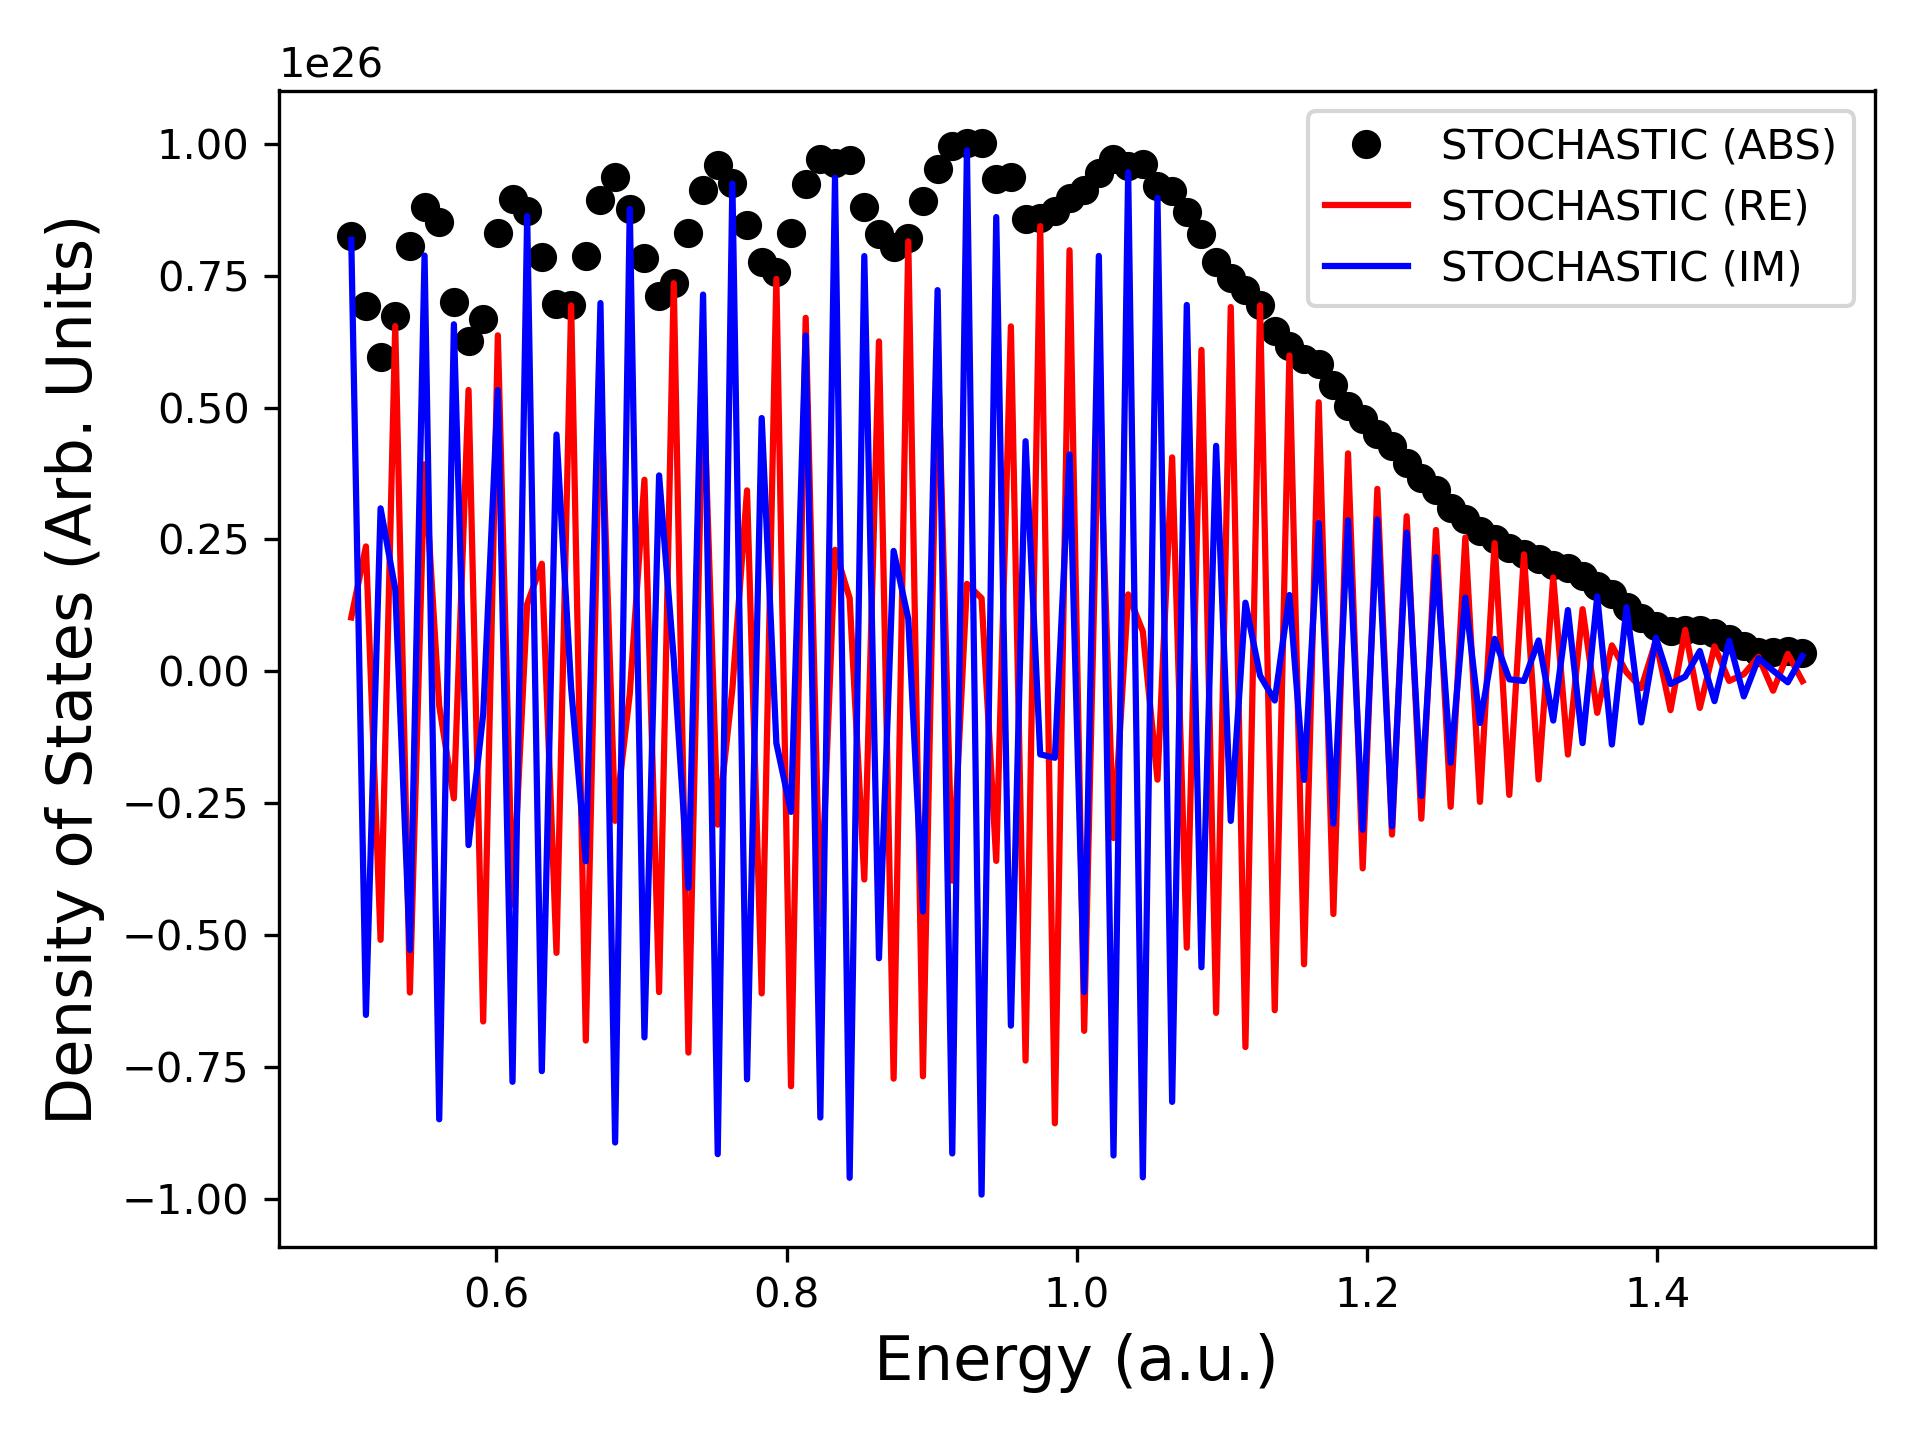 1e26
1.00
0.75
0.50
0.25
0.00
−0.25
−0.50
−0.75
−1.00
Density of States (Arb. Units)
STOCHASTIC (ABS)
STOCHASTIC (RE)
STOCHASTIC (IM)
0.6
0.8
1.0
1.2
1.4
Energy (a.u.)